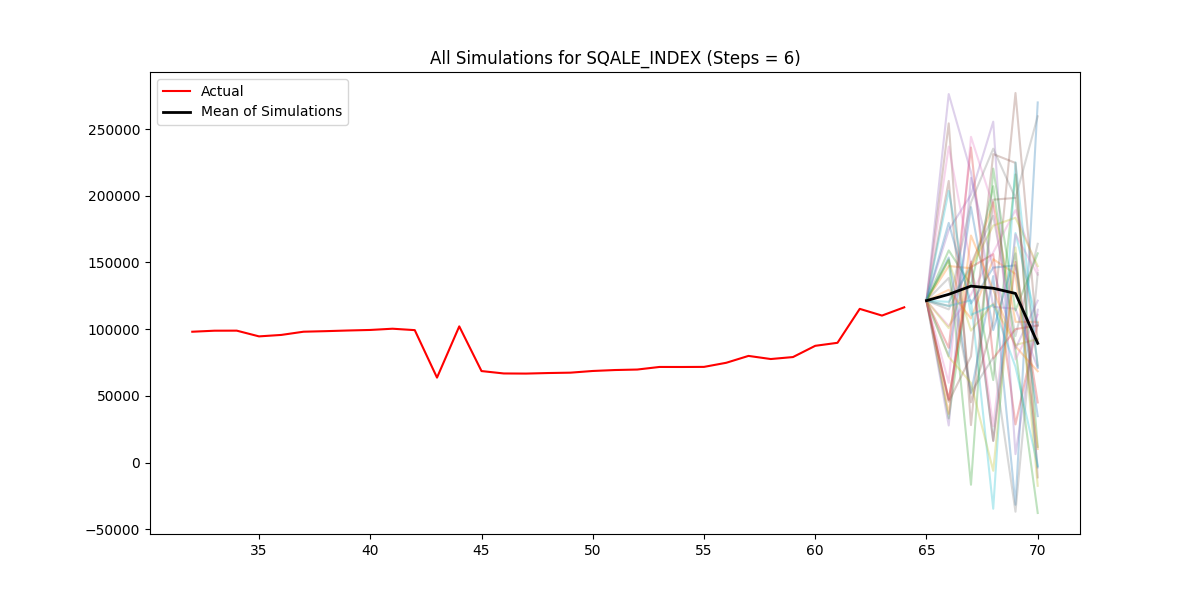 All Simulations for SQALE_INDEX (Steps = 6)
Actual
Mean of Simulations
250000
200000
150000
100000
50000
0
−50000
35 40 45 50 55 60 65 70